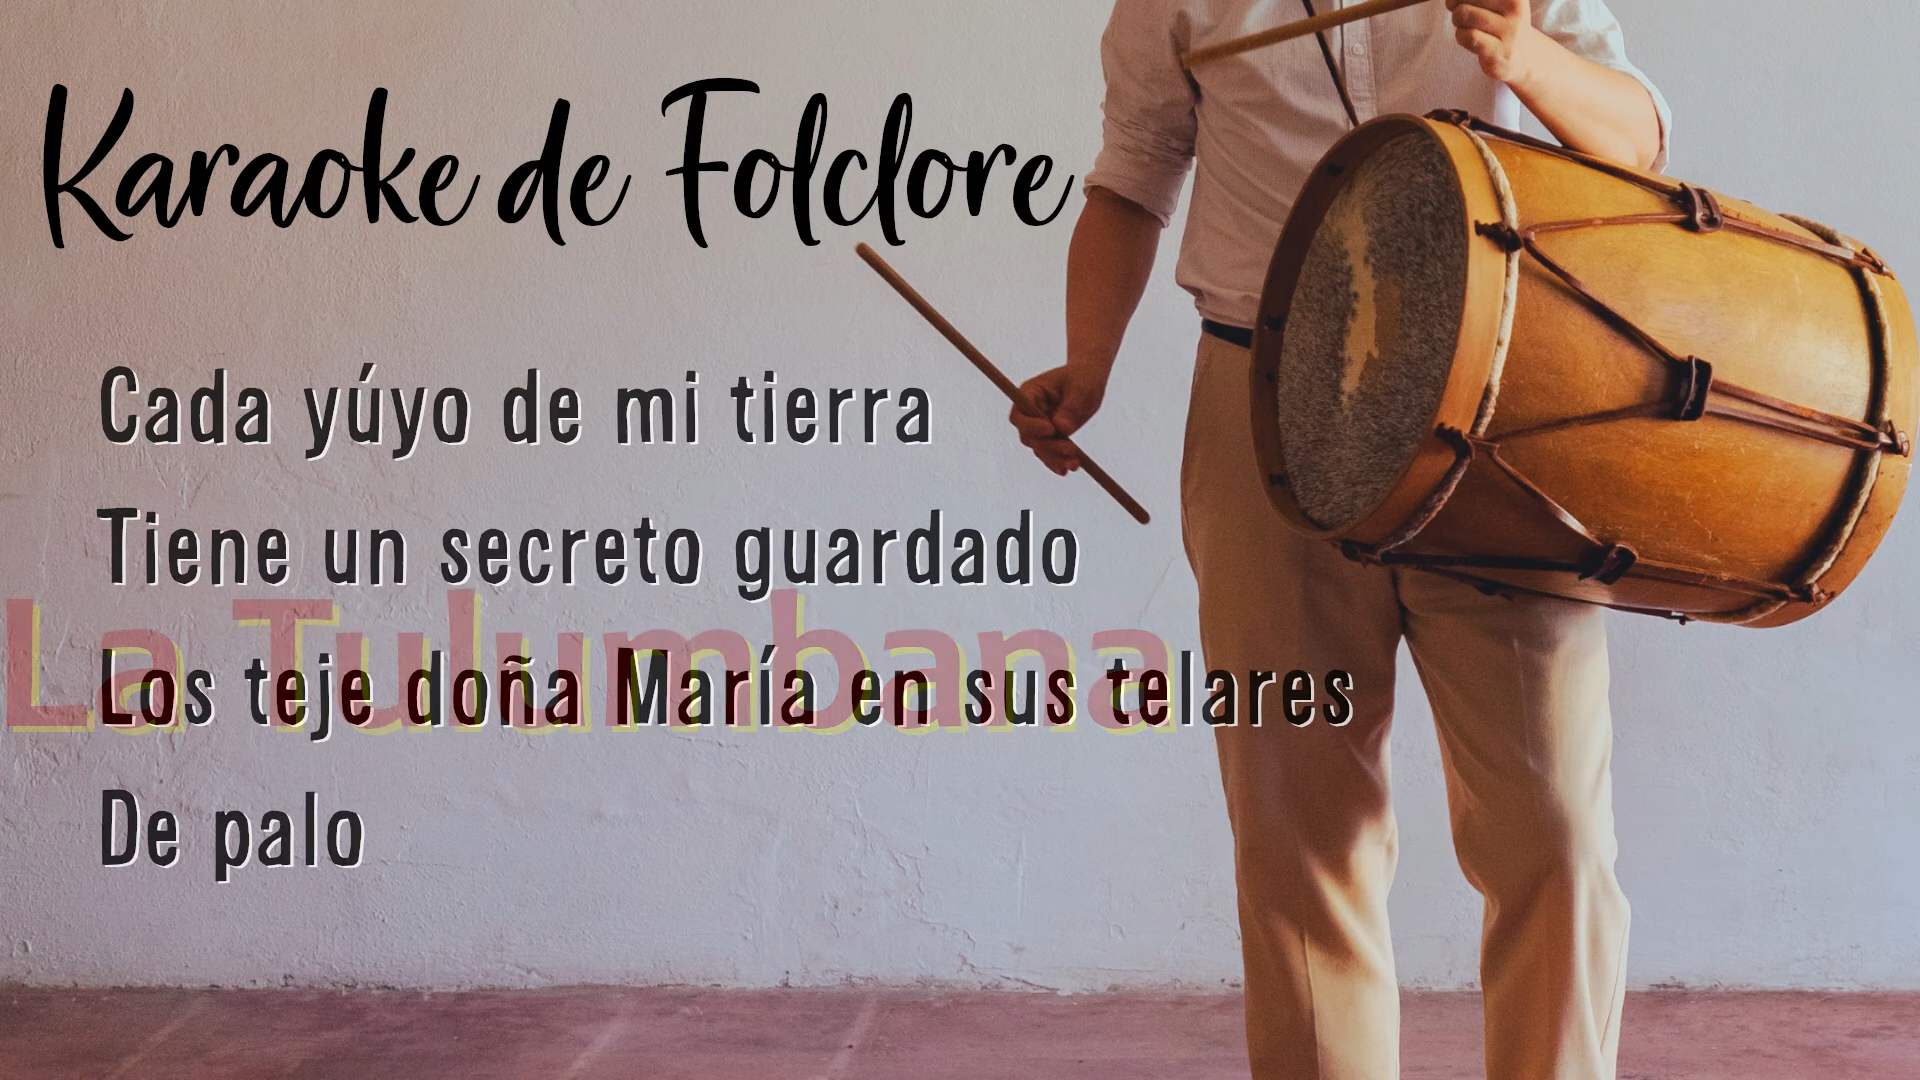 Karaoke de Folclore
Cada yúyo de mi tierra
Tiene un secreto guardado
La Tulumbana
Los teje doña María en sus telares
De palo